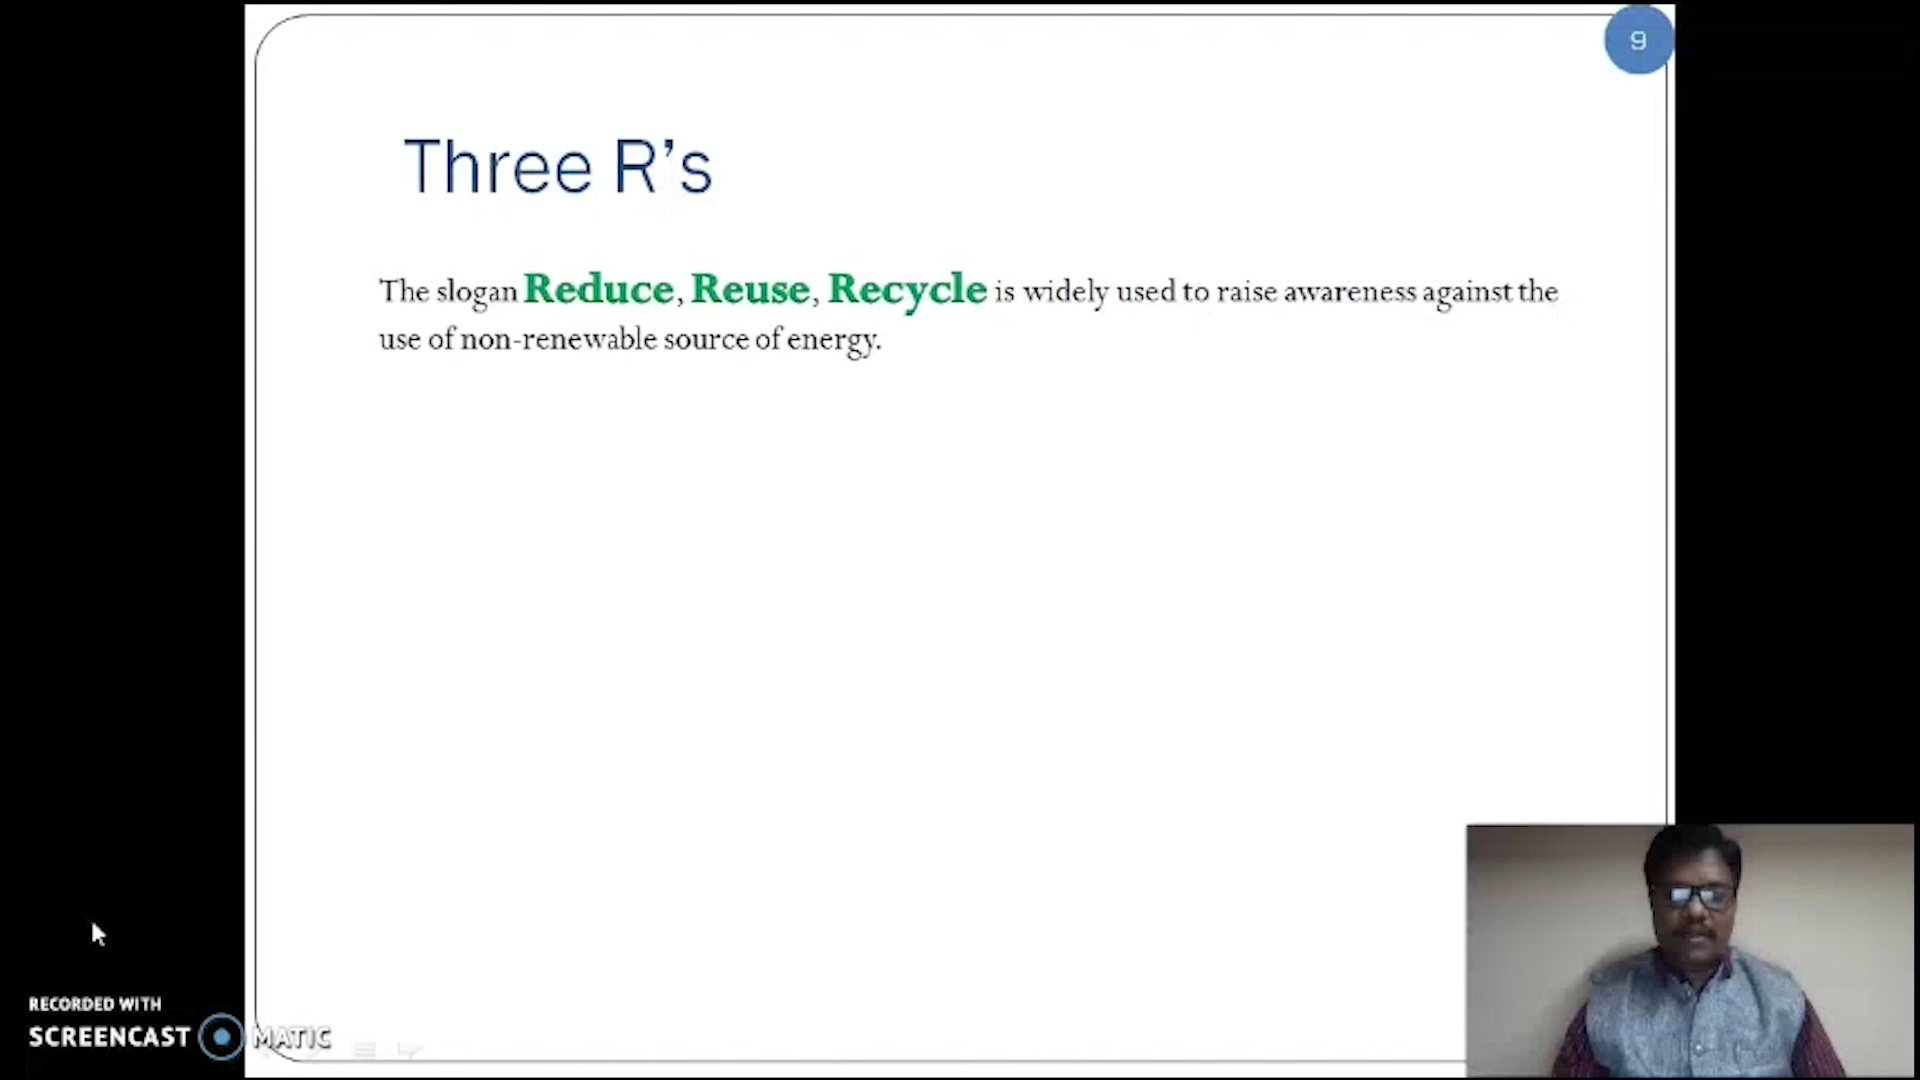 9
Three R’s
The slogan Reduce, Reuse, Recycle is widely used to raise awareness against the
use of non-renewable source of energy.
RECORDED WITH
SCREENCAST MATIC